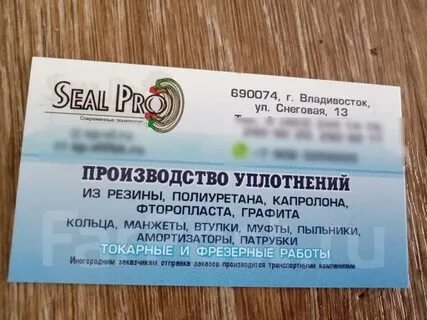 SEAL PRO
Современные технологии
690074, г. Владивосток,
ул. Снеговая, 13
ПРОИЗВОДСТВО УПЛОТНЕНИЙ
ИЗ РЕЗИНЫ, ПОЛИУРЕТАНА, КАПРОЛОНА,
ФТОРОПЛАСТА, ГРАФИТА
КОЛЬЦА, МАНЖЕТЫ, ВТУЛКИ, МУФТЫ, ПЫЛЬНИКИ,
АМОРТИЗАТОРЫ, ПАТРУБКИ
ТОКАРНЫЕ И ФРЕЗЕРНЫЕ РАБОТЫ
Иногородним заказчикам отправка заказов производится транспортными компаниями